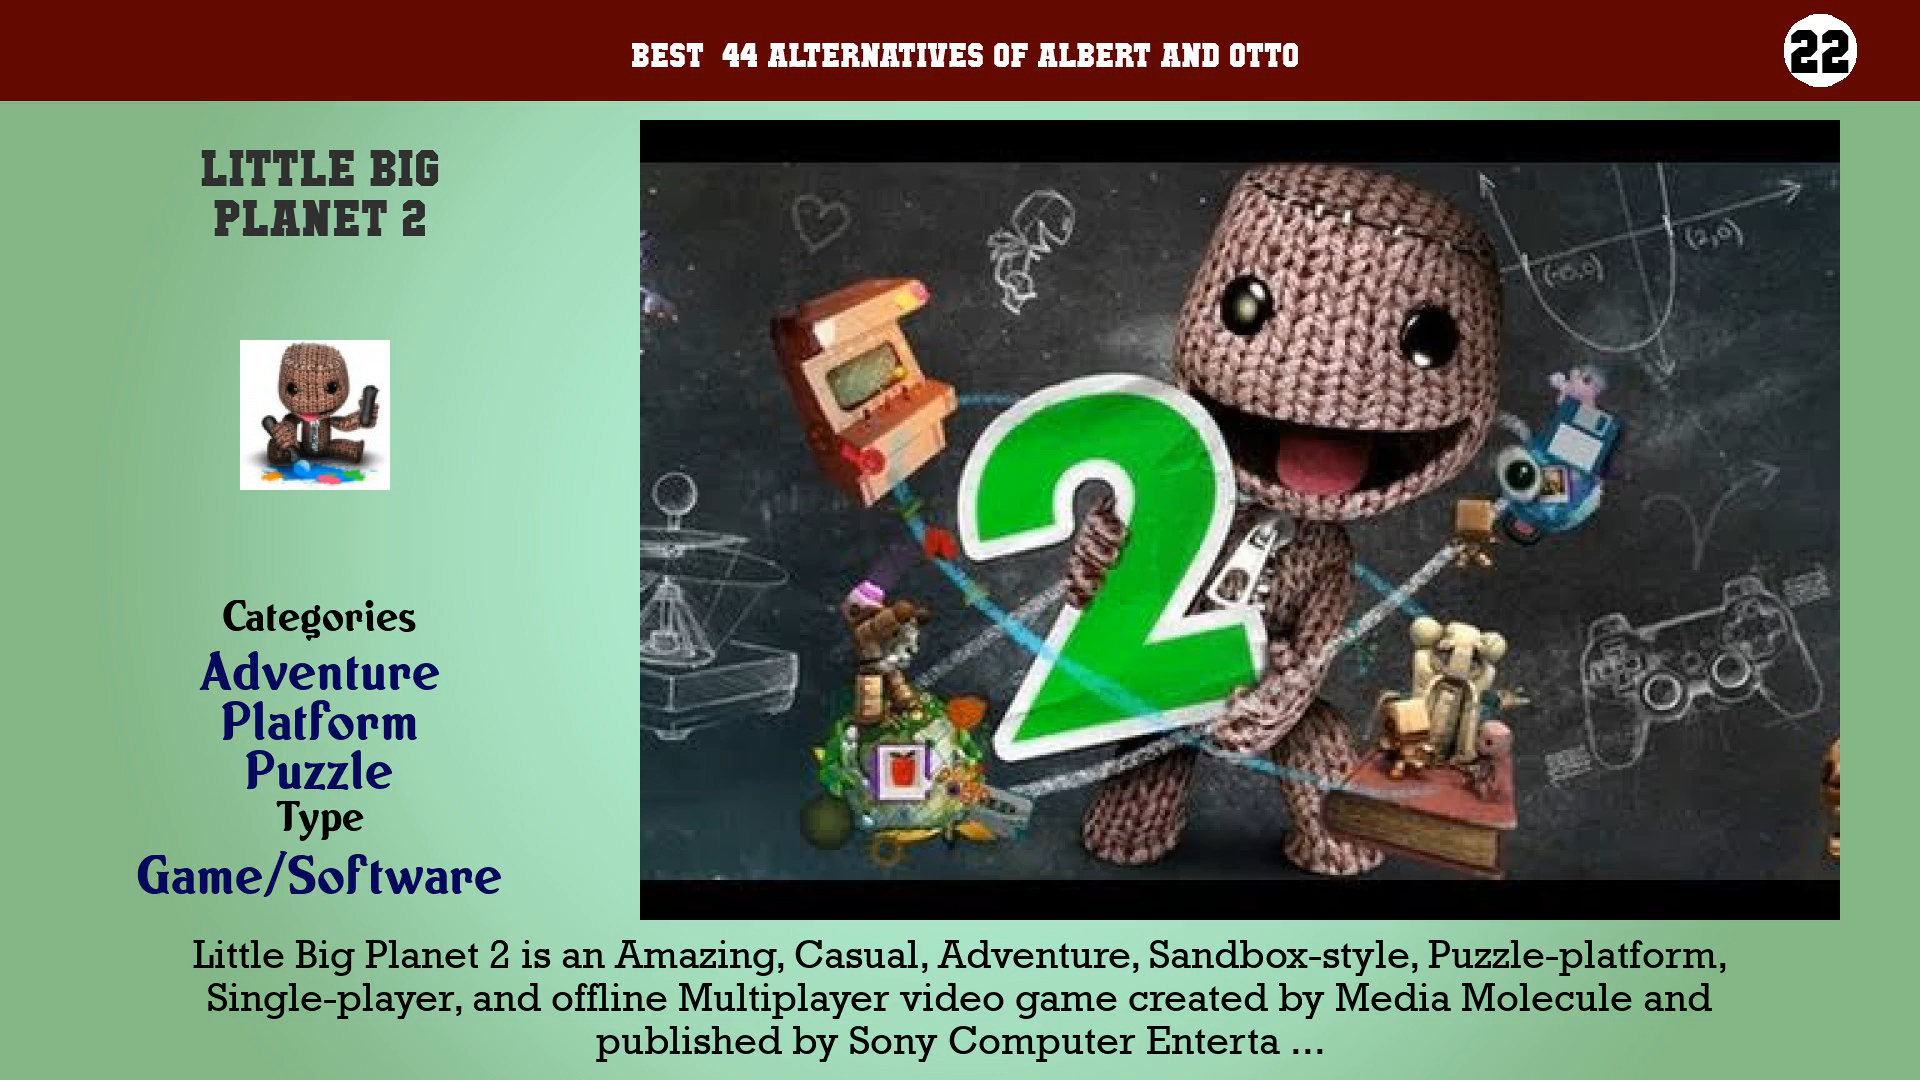 BEST  44 ALTERNATIVES OF ALBERT AND OTTO
22
LITTLE BIG
PLANET 2
Categories
Adventure
Platform
Puzzle
Type
Game/Software
2
(2,0)
Little Big Planet 2 is an Amazing, Casual, Adventure, Sandbox-style, Puzzle-platform,
Single-player, and offline Multiplayer video game created by Media Molecule and
published by Sony Computer Enterta ...